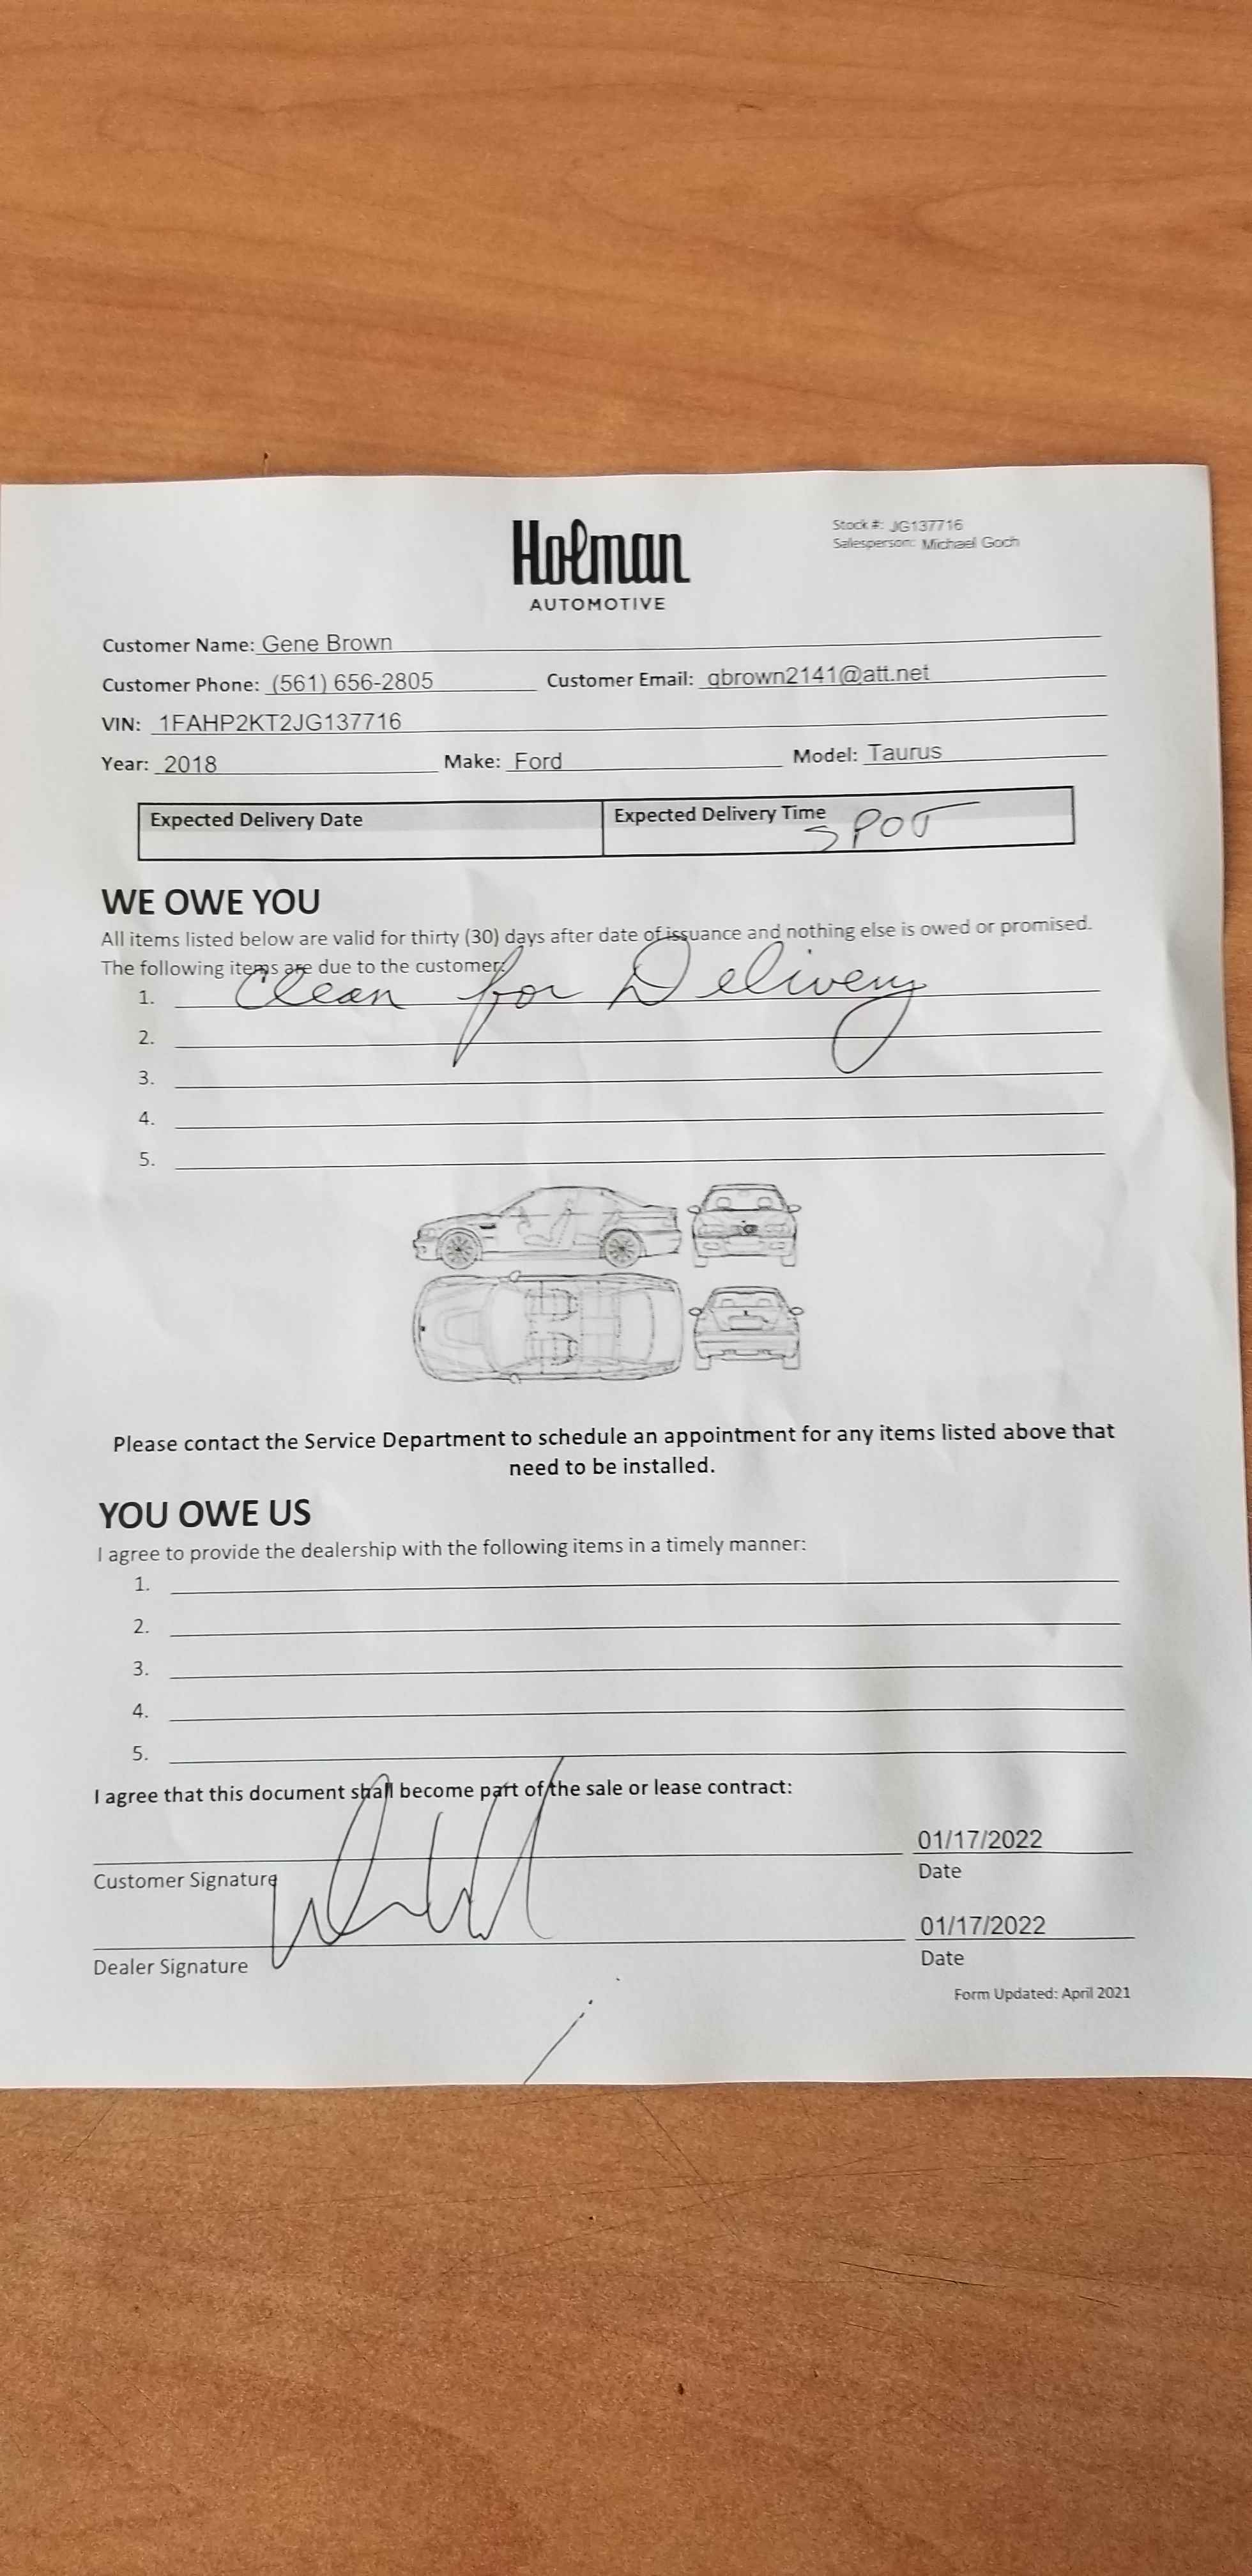 Holman
AUTOMOTIVE
Stock #: JG137716
Salesperson: Michael Goch
Customer Name: Gene Brown
Customer Phone: (561) 656-2805 Customer Email: gbrown2141@att.net
VIN: 1FAHP2KT2JG137716
Year: 2018 Make: Ford Model: Taurus
Expected Delivery Date Expected Delivery Time SPOT
WE OWE YOU
All items listed below are valid for thirty (30) days after date of issuance and nothing else is owed or promised.
The following items are due to the customer:
1. Clean for Delivery
2.
3.
4.
5.
Please contact the Service Department to schedule an appointment for any items listed above that
need to be installed.
YOU OWE US
I agree to provide the dealership with the following items in a timely manner:
1.
2.
3.
4.
5.
I agree that this document shall become part of the sale or lease contract:
01/17/2022
Customer Signature Date
01/17/2022
Dealer Signature Date
Form Updated: April 2021